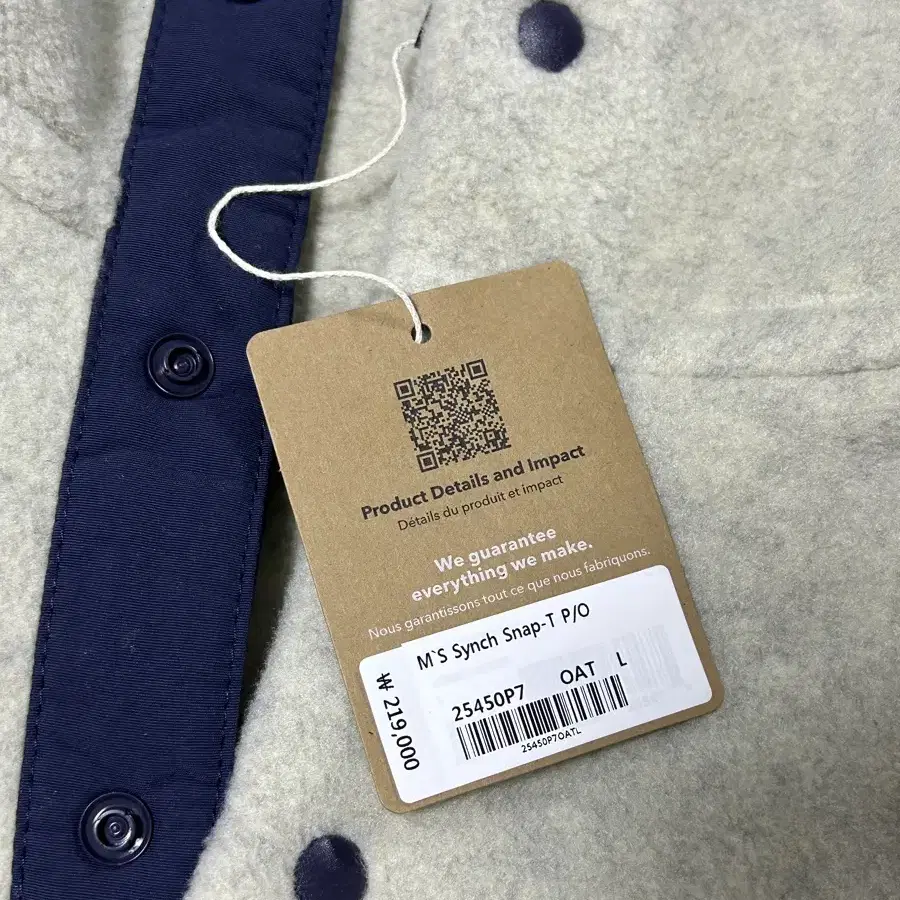 Product Details and Impact
Détails du produit et impact
We guarantee
everything we make.
Nous garantissons tout ce que nous fabriquons.
M`S Synch Snap-T P/O
25450P7 OAT L
25450P7OATL
₩ 219,000